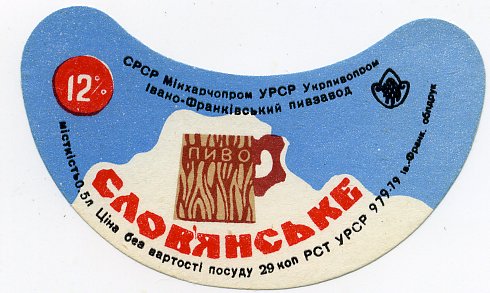 12%
СРСР Мінхарчопром УРСР Укрпивопром
Івано-Франківський пивзавод
ПИВО
СЛОВ'ЯНСЬКЕ
місткість 0.5л Ціна без вартості посуду 29 коп РСТ УРСР 979.79 Ів.-Франк. облдрук